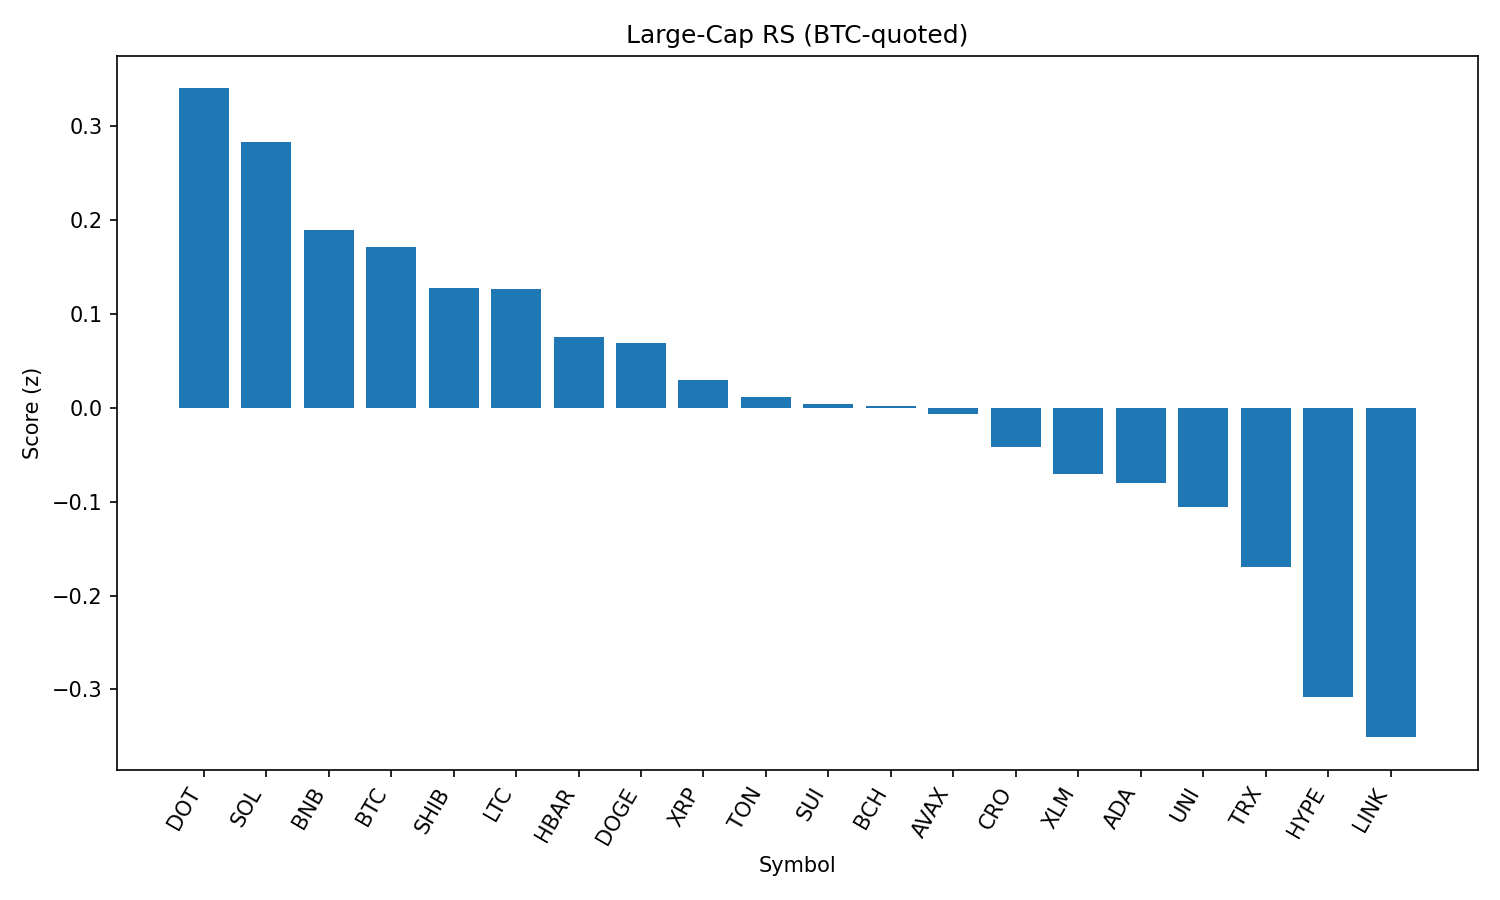 Large-Cap RS (BTC-quoted)
Score (z)
0.3
0.2
0.1
0.0
−0.1
−0.2
−0.3
DOT
SOL
BNB
BTC
SHIB
LTC
HBAR
DOGE
XRP
TON
SUI
BCH
AVAX
CRO
XLM
ADA
UNI
TRX
HYPE
LINK
Symbol